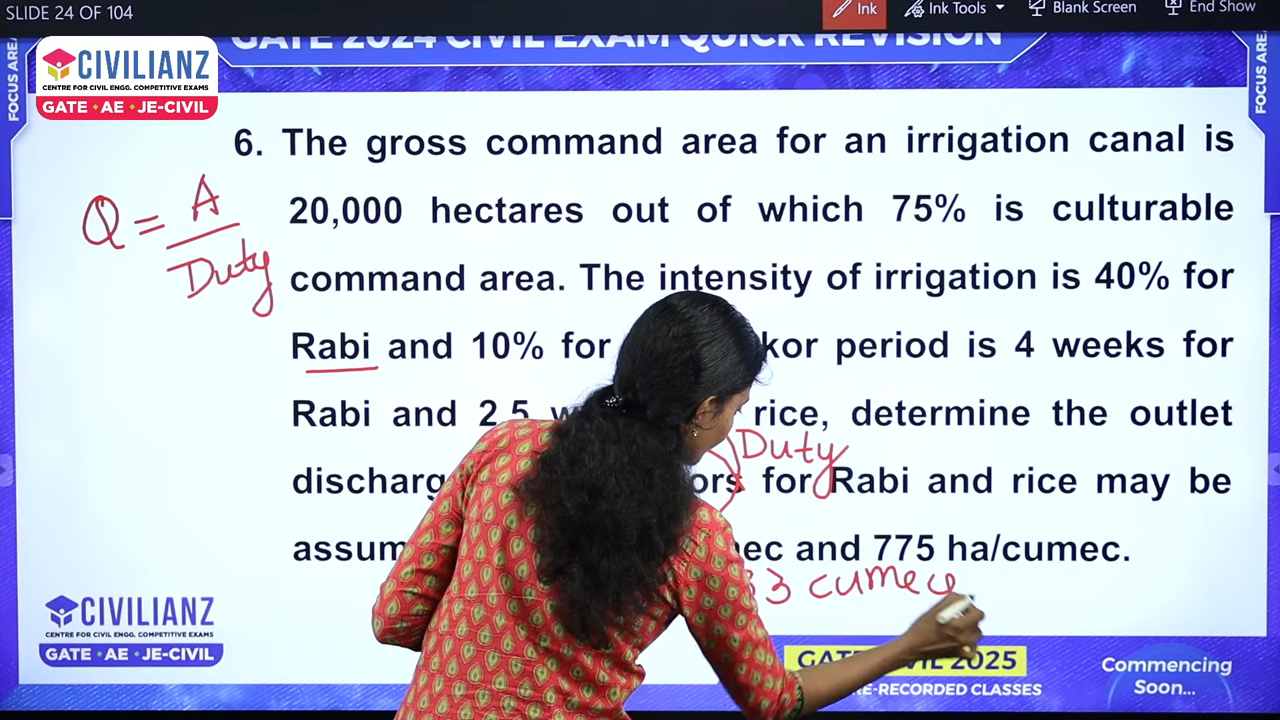 SLIDE 24 OF 104
Ink
Ink Tools
Blank Screen
End Show
GATE 2024 CIVIL EXAM QUICK REVISION
FOCUS AREA
FOCUS AREA
CIVILIANZ
CENTRE FOR CIVIL ENGG. COMPETITIVE EXAMS
GATE • AE • JE-CIVIL
6. The gross command area for an irrigation canal is
20,000 hectares out of which 75% is culturable
command area. The intensity of irrigation is 40% for
Rabi and 10% for kor period is 4 weeks for
Rabi and 2.5 rice, determine the outlet
discharg ors for Rabi and rice may be
assum ec and 775 ha/cumec.
Q = A
Duty
Duty
33 cumec
CIVILIANZ
CENTRE FOR CIVIL ENGG. COMPETITIVE EXAMS
GATE • AE • JE-CIVIL
GATE CIVIL 2025
RE-RECORDED CLASSES
Commencing
Soon...